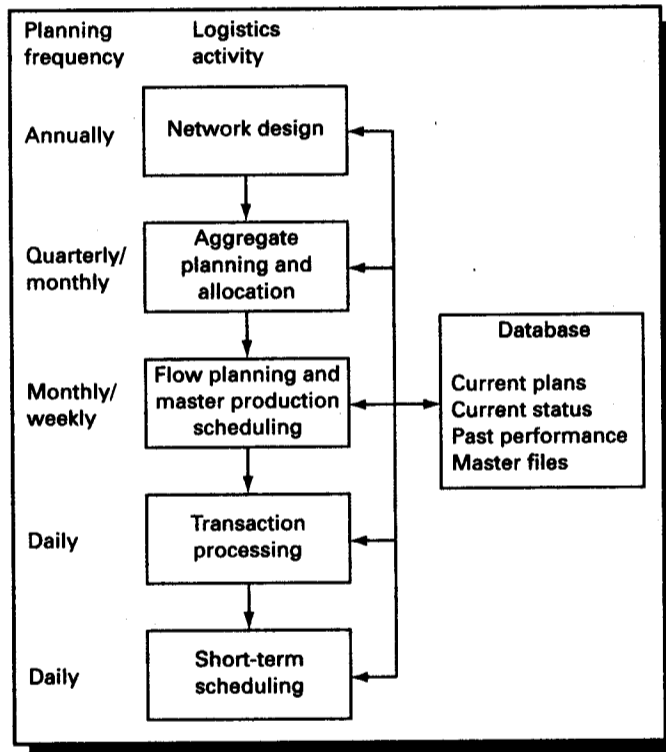 Planning
frequency
Logistics
activity
Annually
Network design
Quarterly/
monthly
Aggregate
planning and
allocation
Monthly/
weekly
Flow planning and
master production
scheduling
Database
Current plans
Current status
Past performance
Master files
Daily
Transaction
processing
Daily
Short-term
scheduling